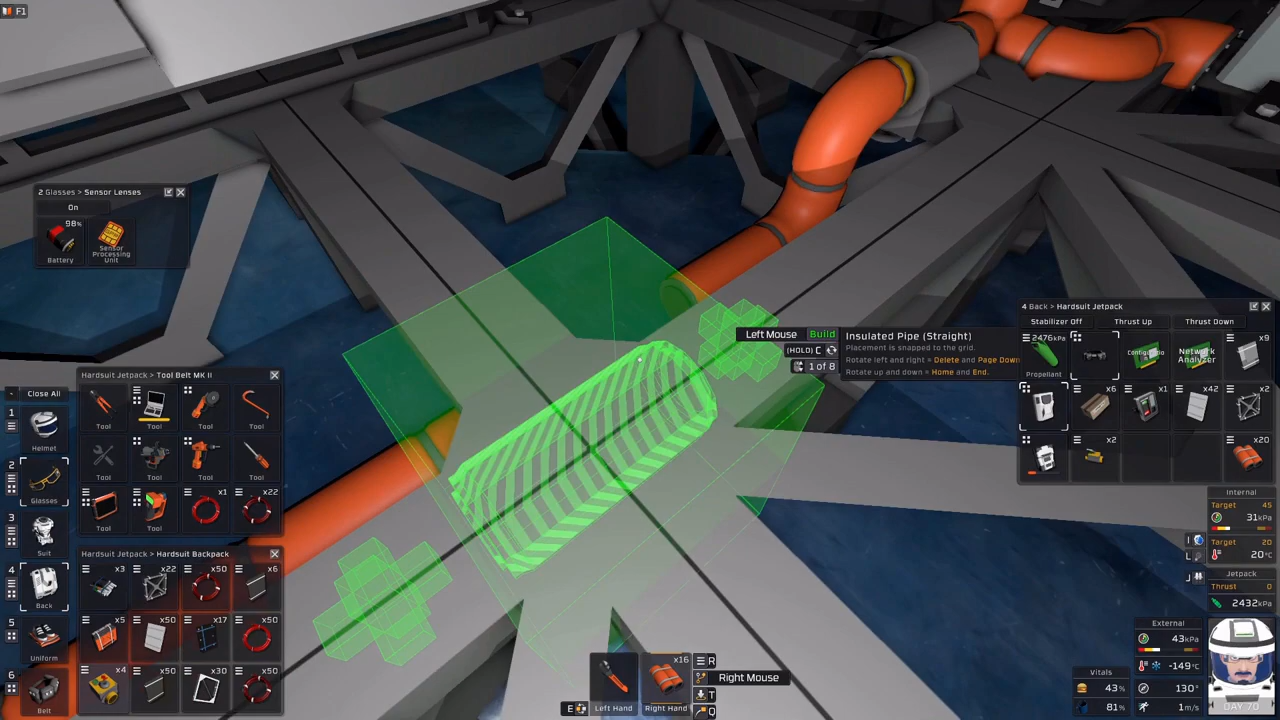 F1
2 Glasses > Sensor Lenses
On
98%
Battery
Sensor Processing Unit
Close All
1
Helmet
2
Glasses
3
Suit
4
Back
5
Uniform
6
Belt
Hardsuit Jetpack > Tool Belt MK II
Tool
Tool
Tool
Tool
Tool
Tool
Tool
Tool
Tool
Tool
x1
x22
Hardsuit Jetpack > Hardsuit Backpack
x3
x22
x50
x6
x5
x50
x17
x50
x4
x50
x30
x50
Left Mouse Build
(HOLD) C
1 of 8
Insulated Pipe (Straight)
Placement is snapped to the grid.
Rotate left and right = Delete and Page Down
Rotate up and down = Home and End.
E
Left Hand
x16
Right Hand
R
Right Mouse
T
Q
4 Back > Hardsuit Jetpack
Stabilizer Off
Thrust Up
Thrust Down
2476kPa
Propellant
Network Analyzer
x9
x6
x1
x42
x2
x2
x20
Internal
Target 45
31kPa
Target 20
20°C
Jetpack
Thrust 0
2432kPa
External
43kPa
-149°C
130°
1m/s
Vitals
43%
81%
DAY 70